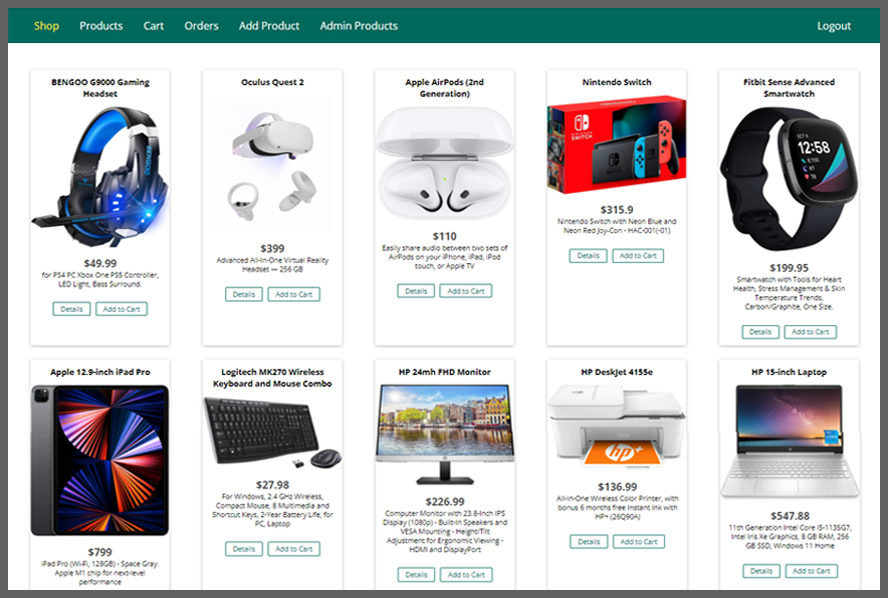 Shop Products Cart Orders Add Product Admin Products Logout
BENGOO G9000 Gaming
Headset
BENGOO
$49.99
for PS4 PC Xbox One PS5 Controller,
LED Light, Bass Surround.
Details Add to Cart
Oculus Quest 2
$399
Advanced All-In-One Virtual Reality
Headset — 256 GB
Details Add to Cart
Apple AirPods (2nd
Generation)
$110
Easily share audio between two sets of
AirPods on your iPhone, iPad, iPod
touch, or Apple TV
Details Add to Cart
Nintendo Switch
NINTENDO
SWITCH
$315.9
Nintendo Switch with Neon Blue and
Neon Red Joy-Con - HAC-001(-01)
Details Add to Cart
Fitbit Sense Advanced
Smartwatch
12:58
$199.95
Smartwatch with Tools for Heart
Health, Stress Management & Skin
Temperature Trends,
Carbon/Graphite, One Size.
Details Add to Cart
Apple 12.9-inch iPad Pro
$799
iPad Pro (Wi-Fi, 128GB) - Space Gray
Apple M1 chip for next-level
performance
Logitech MK270 Wireless
Keyboard and Mouse Combo
$27.98
For Windows, 2.4 GHz Wireless,
Compact Mouse, 8 Multimedia and
Shortcut Keys, 2-Year Battery Life, for
PC, Laptop
Details Add to Cart
HP 24mh FHD Monitor
$226.99
Computer Monitor with 23.8-Inch IPS
Display (1080p) - Built-In Speakers and
VESA Mounting - Height/Tilt
Adjustment for Ergonomic Viewing -
HDMI and DisplayPort
Details Add to Cart
HP DeskJet 4155e
hp+
$136.99
All-in-One Wireless Color Printer, with
bonus 6 months free Instant Ink with
HP+ (26Q90A)
Details Add to Cart
HP 15-inch Laptop
$547.88
11th Generation Intel Core i5-1135G7,
Intel Iris Xe Graphics, 8 GB RAM, 256
GB SSD, Windows 11 Home
Details Add to Cart